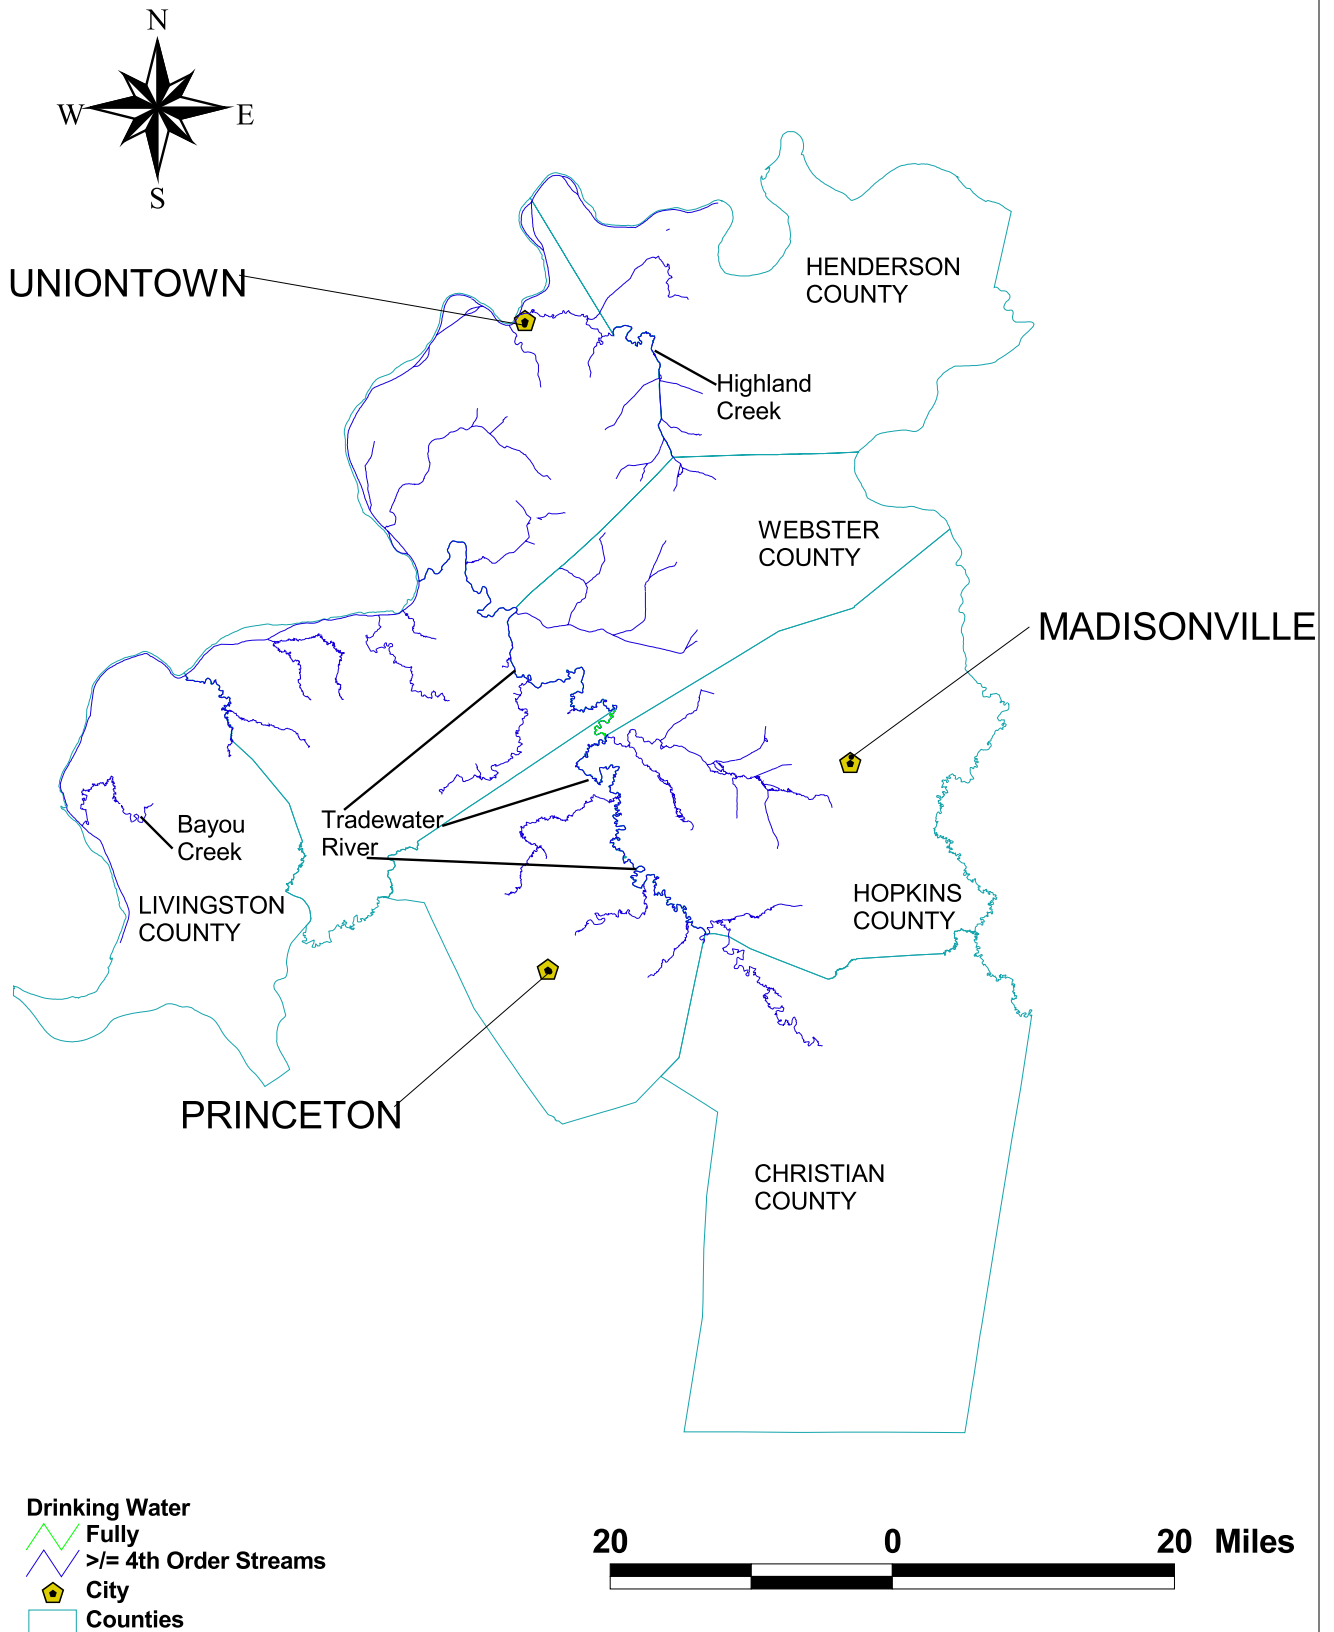 N
W
E
S
UNIONTOWN
HENDERSON
COUNTY
Highland
Creek
WEBSTER
COUNTY
MADISONVILLE
Tradewater
River
Bayou
Creek
LIVINGSTON
COUNTY
HOPKINS
COUNTY
PRINCETON
CHRISTIAN
COUNTY
Drinking Water
Fully
>/= 4th Order Streams
City
Counties
20 0 20 Miles